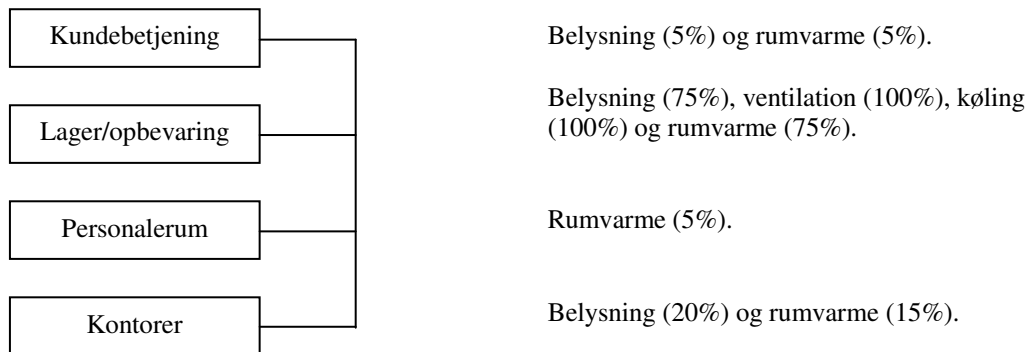 Kundebetjening
Belysning (5%) og rumvarme (5%).
Lager/opbevaring
Belysning (75%), ventilation (100%), køling
(100%) og rumvarme (75%).
Personalerum
Rumvarme (5%).
Kontorer
Belysning (20%) og rumvarme (15%).